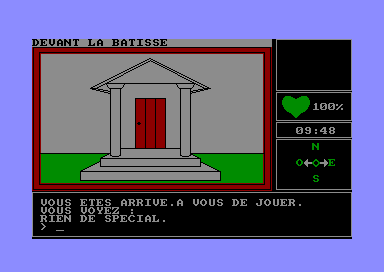 DEVANT LA BATISSE
100%
09:48
N
O E
S
VOUS ETES ARRIVE.A VOUS DE JOUER.
VOUS VOYEZ :
RIEN DE SPECIAL.
> _